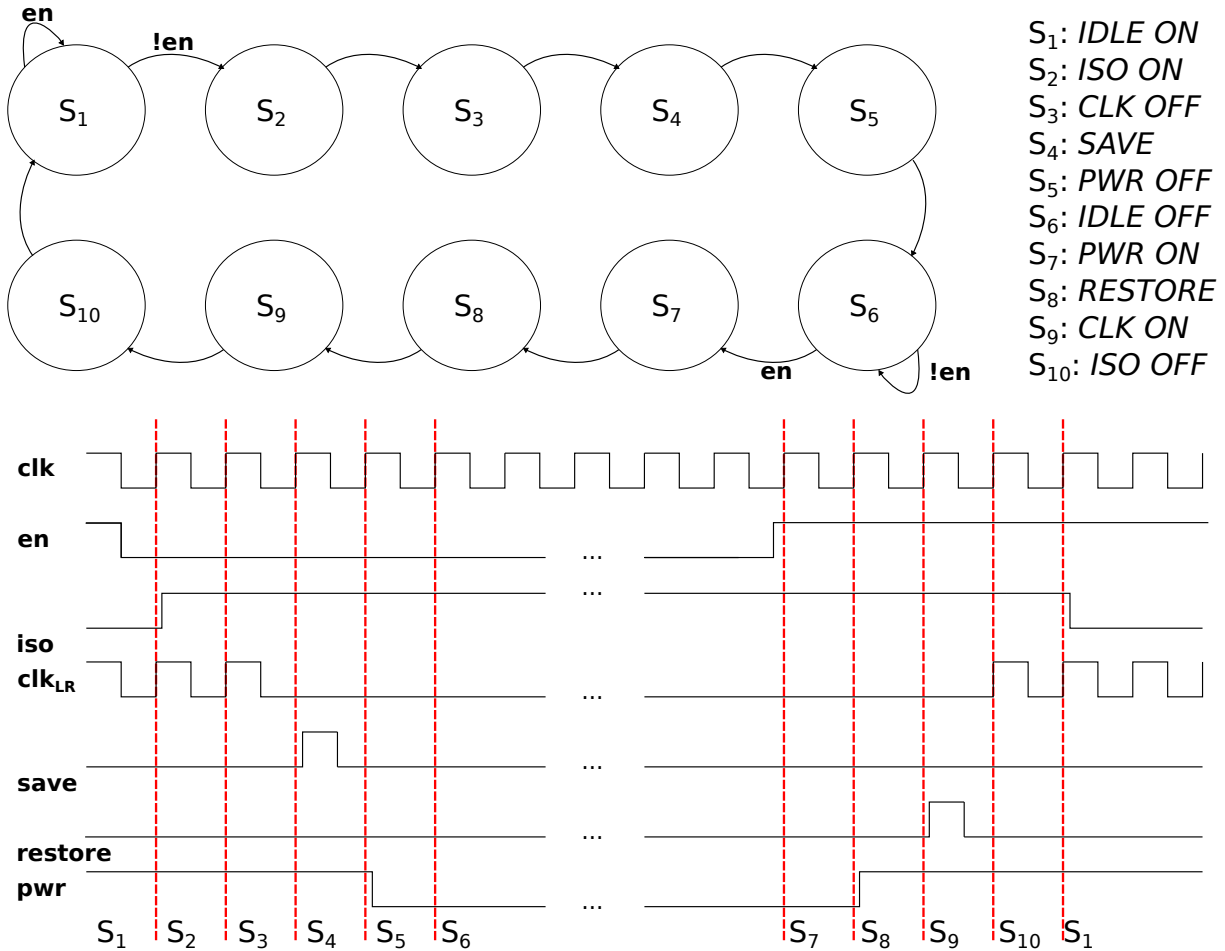 en
!en
S1
S2
S3
S4
S5
S10
S9
S8
S7
S6
en
!en
S1: IDLE ON
S2: ISO ON
S3: CLK OFF
S4: SAVE
S5: PWR OFF
S6: IDLE OFF
S7: PWR ON
S8: RESTORE
S9: CLK ON
S10: ISO OFF
clk
en ...
iso ...
clkLR ...
save ...
restore ...
pwr ...
S1 S2 S3 S4 S5 S6 S7 S8 S9 S10 S1